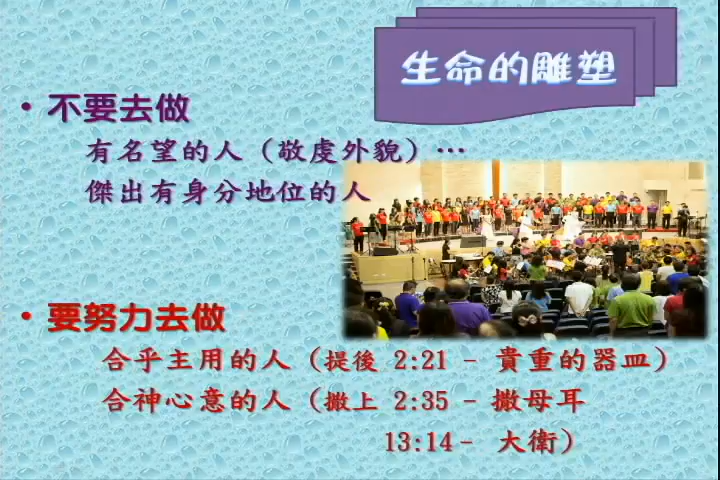 生命的雕塑
• 不要去做
有名望的人（敬虔外貌）…
傑出有身分地位的人
• 要努力去做
合乎主用的人（提後 2:21 – 貴重的器皿）
合神心意的人（撒上 2:35 – 撒母耳
13:14 – 大衛）